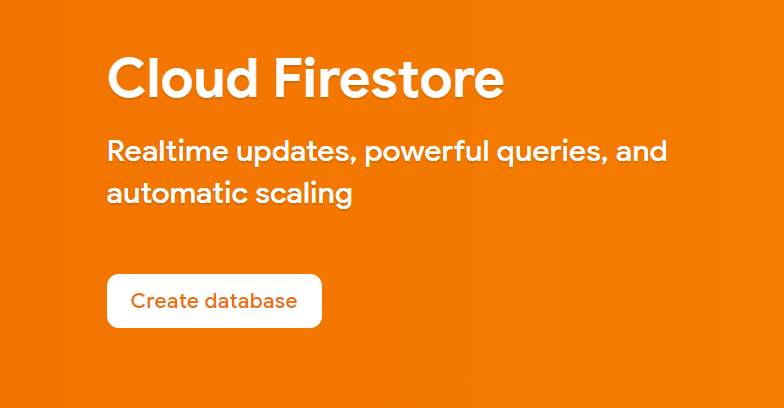 Cloud Firestore
Realtime updates, powerful queries, and
automatic scaling
Create database